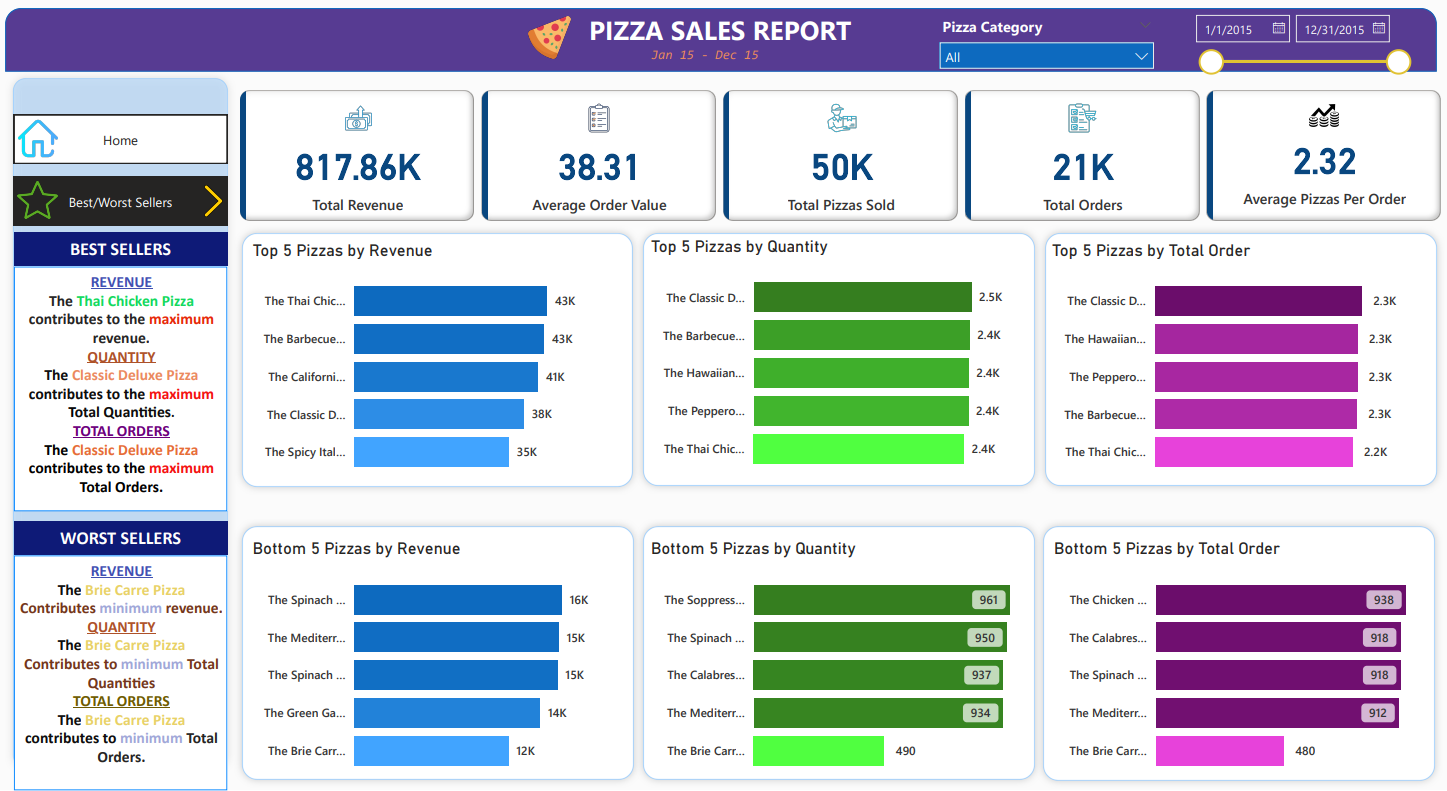 PIZZA SALES REPORT
Jan 15 - Dec 15
Pizza Category
All
1/1/2015
12/31/2015
Home
Best/Worst Sellers
BEST SELLERS
REVENUE
The Thai Chicken Pizza
contributes to the maximum
revenue.
QUANTITY
The Classic Deluxe Pizza
contributes to the maximum
Total Quantities.
TOTAL ORDERS
The Classic Deluxe Pizza
contributes to the maximum
Total Orders.
WORST SELLERS
REVENUE
The Brie Carre Pizza
Contributes minimum revenue.
QUANTITY
The Brie Carre Pizza
Contributes to minimum Total
Quantities
TOTAL ORDERS
The Brie Carre Pizza
contributes to minimum Total
Orders.
817.86K
Total Revenue
38.31
Average Order Value
50K
Total Pizzas Sold
21K
Total Orders
2.32
Average Pizzas Per Order
Top 5 Pizzas by Revenue
The Thai Chic... 43K
The Barbecue... 43K
The Californi... 41K
The Classic D... 38K
The Spicy Ital... 35K
Top 5 Pizzas by Quantity
The Classic D... 2.5K
The Barbecue... 2.4K
The Hawaiian... 2.4K
The Peppero... 2.4K
The Thai Chic... 2.4K
Top 5 Pizzas by Total Order
The Classic D... 2.3K
The Hawaiian... 2.3K
The Peppero... 2.3K
The Barbecue... 2.3K
The Thai Chic... 2.2K
Bottom 5 Pizzas by Revenue
The Spinach ... 16K
The Mediterr... 15K
The Spinach ... 15K
The Green Ga... 14K
The Brie Carr... 12K
Bottom 5 Pizzas by Quantity
The Soppress... 961
The Spinach ... 950
The Calabres... 937
The Mediterr... 934
The Brie Carr... 490
Bottom 5 Pizzas by Total Order
The Chicken ... 938
The Calabres... 918
The Spinach ... 918
The Mediterr... 912
The Brie Carr... 480